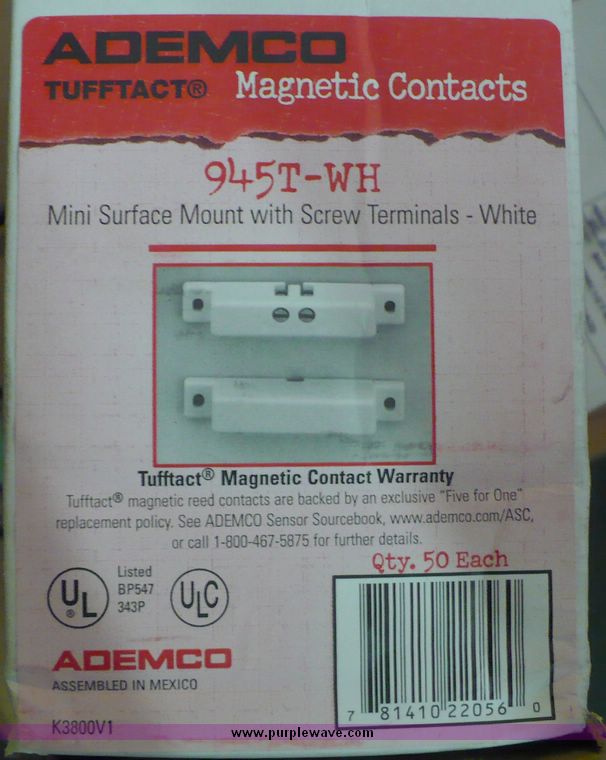 ADEMCO
TUFFTACT® Magnetic Contacts
945T-WH
Mini Surface Mount with Screw Terminals - White
Tufftact® Magnetic Contact Warranty
Tufftact® magnetic reed contacts are backed by an exclusive "Five for One"
replacement policy. See ADEMCO Sensor Sourcebook, www.ademco.com/ASC,
or call 1-800-467-5875 for further details.
Qty. 50 Each
UL®
Listed
BP547
343P
ULC
ADEMCO
ASSEMBLED IN MEXICO
7 81410 22056 0
K3800V1
www.purplewave.com